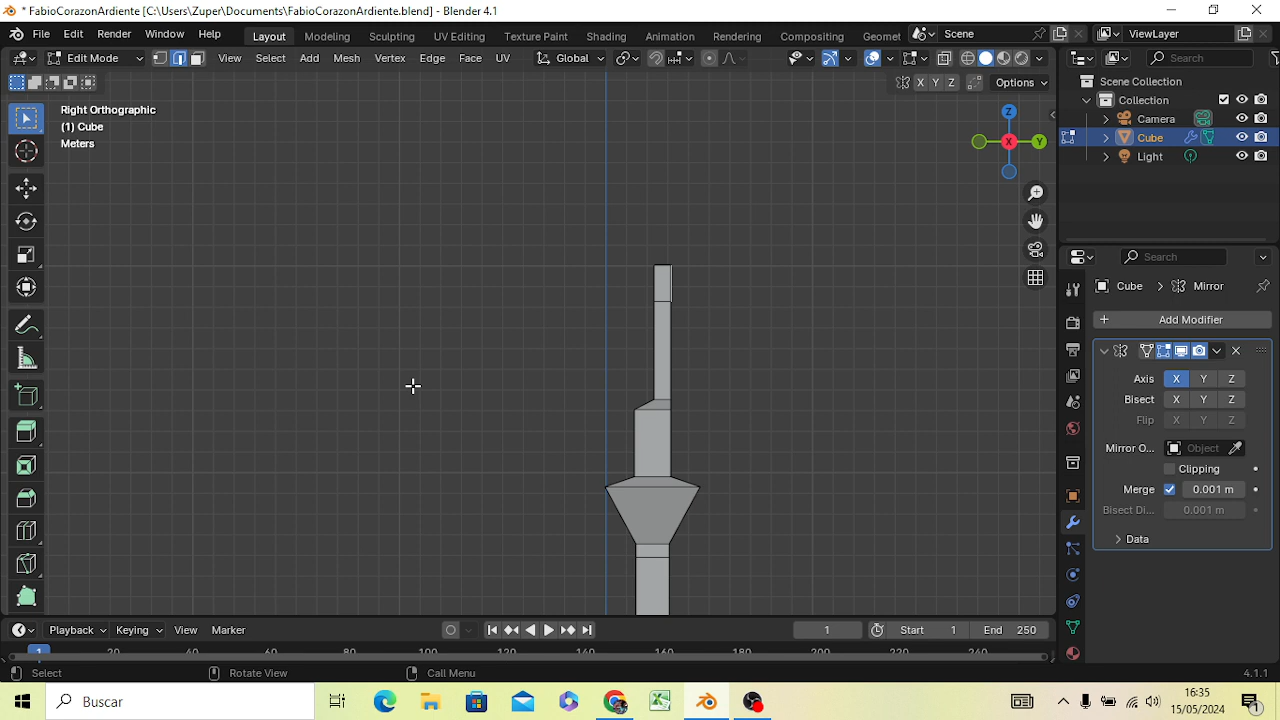 * FabioCorazonArdiente [C:\Users\Zuper\Documents\FabioCorazonArdiente.blend] - Blender 4.1
File Edit Render Window Help Layout Modeling Sculpting UV Editing Texture Paint Shading Animation Rendering Compositing Geomet Scene ViewLayer
Edit Mode View Select Add Mesh Vertex Edge Face UV Global Search
X Y Z Options
Right Orthographic
(1) Cube
Meters
Z
X
Y
Scene Collection
Collection
Camera
Cube
Light
Search
Cube > Mirror
+ Add Modifier
Axis X Y Z
Bisect X Y Z
Flip X Y Z
Mirror O... Object
Clipping
Merge 0.001 m
Bisect Di... 0.001 m
Data
Playback Keying View Marker 1 Start 1 End 250
1 20 40 60 80 100 120 140 160 180 200 220 240
Select Rotate View Call Menu 4.1.1
Buscar
16:35
15/05/2024
1